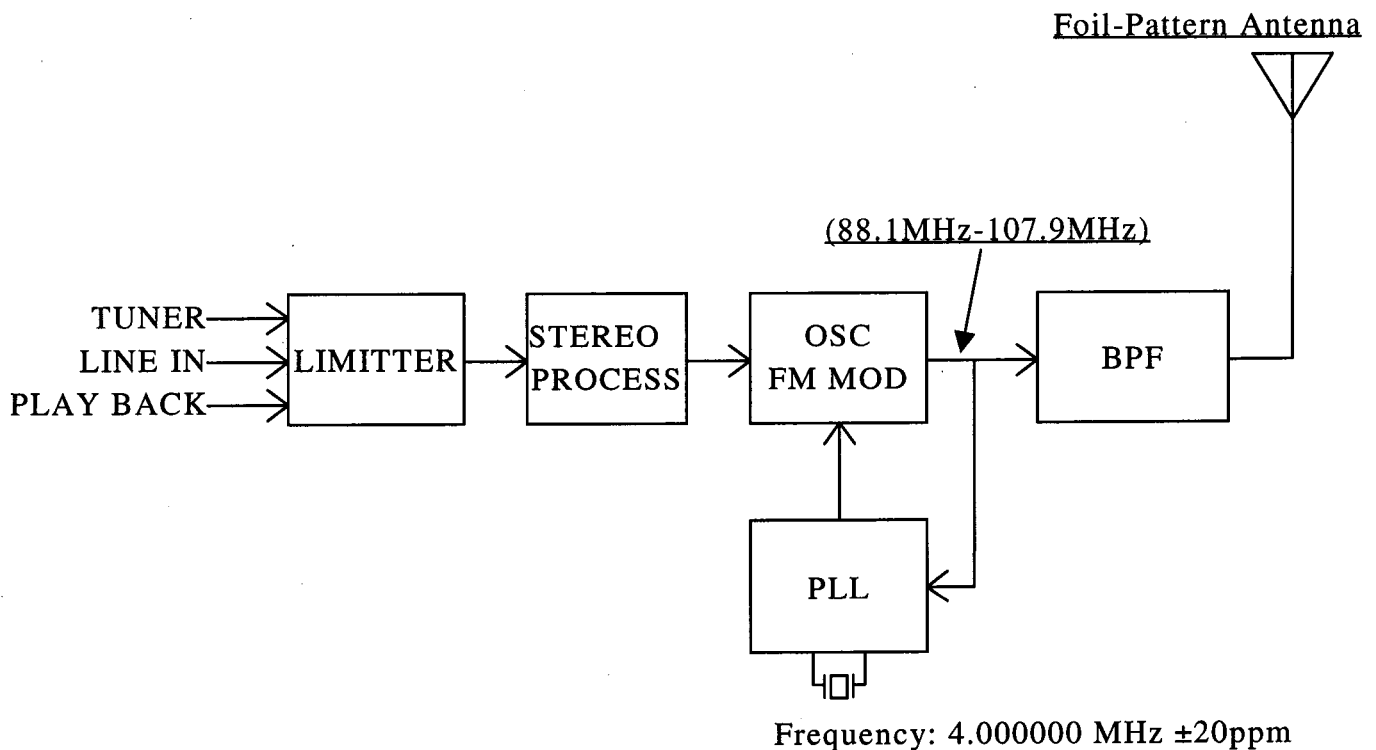 Foil-Pattern Antenna
(88.1MHz-107.9MHz)
TUNER
LINE IN
PLAY BACK
LIMITTER
STEREO
PROCESS
OSC
FM MOD
BPF
PLL
Frequency: 4.000000 MHz ±20ppm